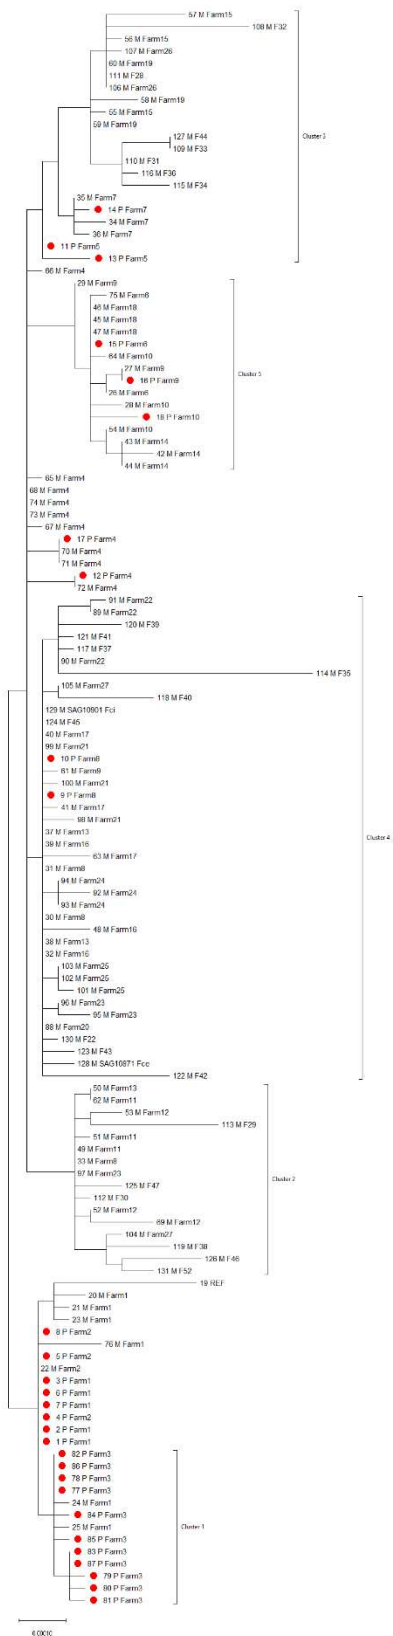 57 M Farm15
108 M F32
56 M Farm15
107 M Farm26
60 M Farm19
111 M F28
106 M Farm26
58 M Farm19
55 M Farm15
59 M Farm19
127 M F44
109 M F33
110 M F31
116 M F36
115 M F34
35 M Farm7
14 P Farm7
34 M Farm7
36 M Farm7
11 P Farm5
13 P Farm5
66 M Farm4
29 M Farm9
75 M Farm6
46 M Farm18
45 M Farm18
47 M Farm18
15 P Farm6
64 M Farm10
27 M Farm9
16 P Farm9
26 M Farm6
28 M Farm10
18 P Farm10
54 M Farm10
43 M Farm14
42 M Farm14
44 M Farm14
65 M Farm4
68 M Farm4
74 M Farm4
73 M Farm4
67 M Farm4
17 P Farm4
70 M Farm4
71 M Farm4
12 P Farm4
72 M Farm4
91 M Farm22
89 M Farm22
120 M F39
121 M F41
117 M F37
90 M Farm22
114 M F35
105 M Farm27
118 M F40
129 M SAG10901 Fci
124 M F45
40 M Farm17
99 M Farm21
10 P Farm8
61 M Farm9
100 M Farm21
9 P Farm8
41 M Farm17
98 M Farm21
37 M Farm13
39 M Farm16
63 M Farm17
31 M Farm8
94 M Farm24
92 M Farm24
93 M Farm24
30 M Farm8
48 M Farm16
38 M Farm13
32 M Farm16
103 M Farm25
102 M Farm25
101 M Farm25
96 M Farm23
95 M Farm23
88 M Farm20
130 M F22
123 M F43
128 M SAG10871 Fce
122 M F42
50 M Farm13
62 M Farm11
53 M Farm12
113 M F29
51 M Farm11
49 M Farm11
33 M Farm8
97 M Farm23
125 M F47
112 M F30
52 M Farm12
69 M Farm12
104 M Farm27
119 M F38
126 M F46
131 M F52
19 REF
20 M Farm1
21 M Farm1
23 M Farm1
8 P Farm2
76 M Farm1
5 P Farm2
22 M Farm2
3 P Farm1
6 P Farm1
7 P Farm1
4 P Farm2
2 P Farm1
1 P Farm1
82 P Farm3
86 P Farm3
78 P Farm3
77 P Farm3
24 M Farm1
84 P Farm3
25 M Farm1
85 P Farm3
83 P Farm3
87 P Farm3
79 P Farm3
80 P Farm3
81 P Farm3
Cluster
Cluster
Cluster 4
Cluster 2
Cluster
0.00010